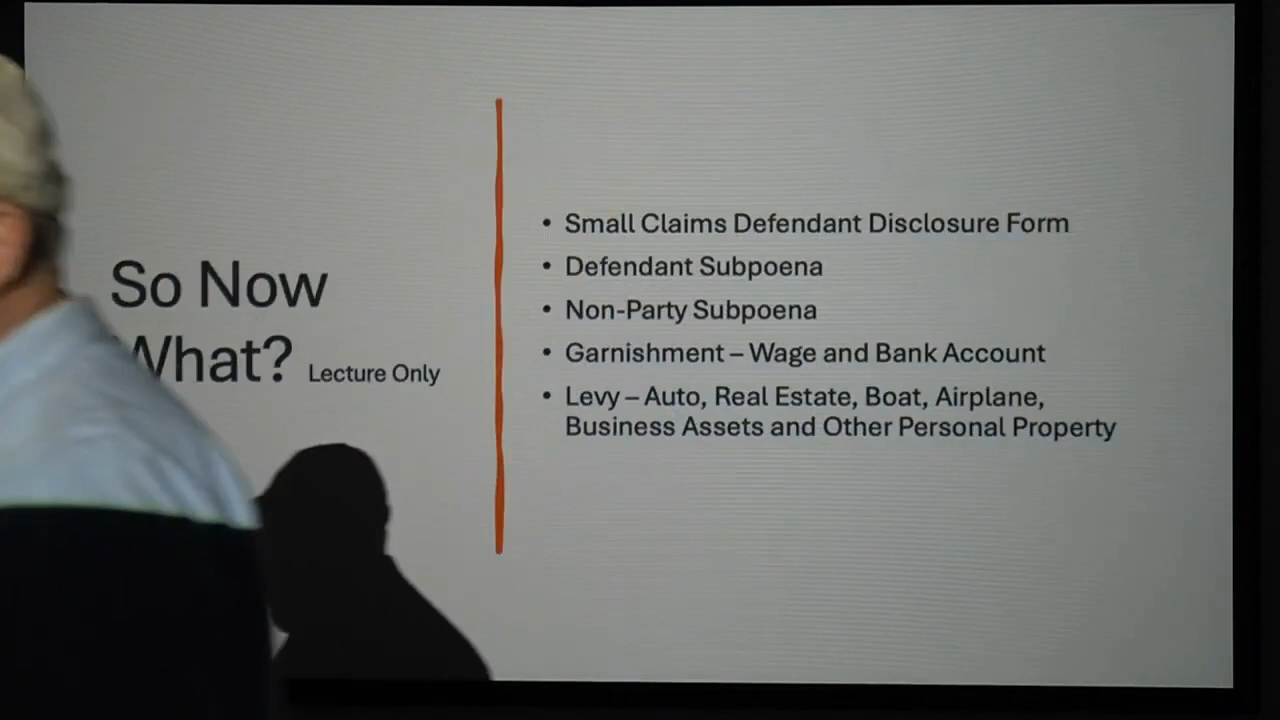 So Now
What? Lecture Only
• Small Claims Defendant Disclosure Form
• Defendant Subpoena
• Non-Party Subpoena
• Garnishment – Wage and Bank Account
• Levy – Auto, Real Estate, Boat, Airplane,
Business Assets and Other Personal Property